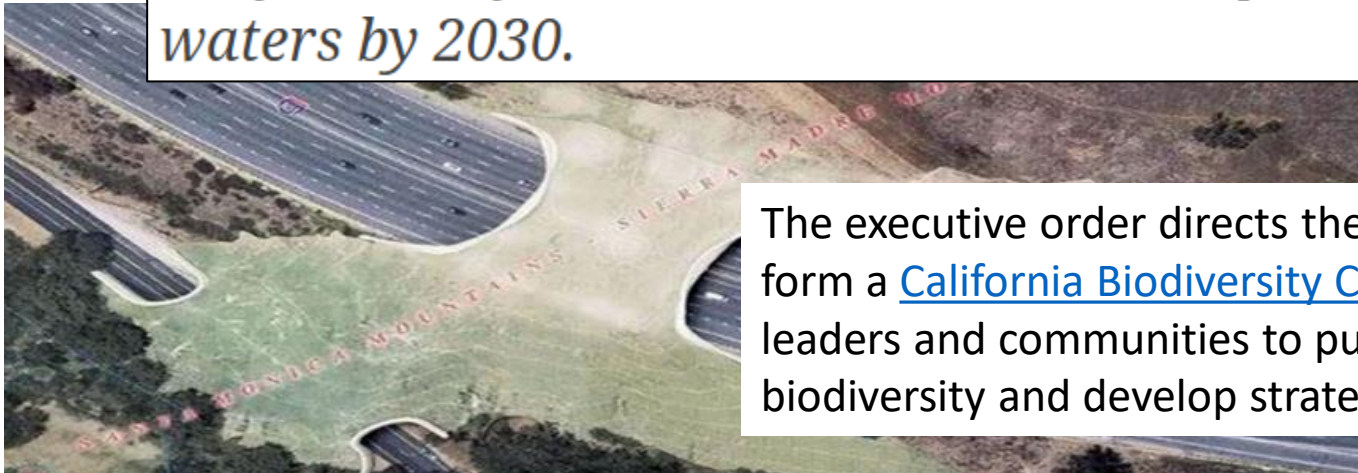 waters by 2030.
SIERRA MADRE MO
SANTA MONICA MOUNTAINS
The executive order directs the
form a California Biodiversity C
leaders and communities to pu
biodiversity and develop strate